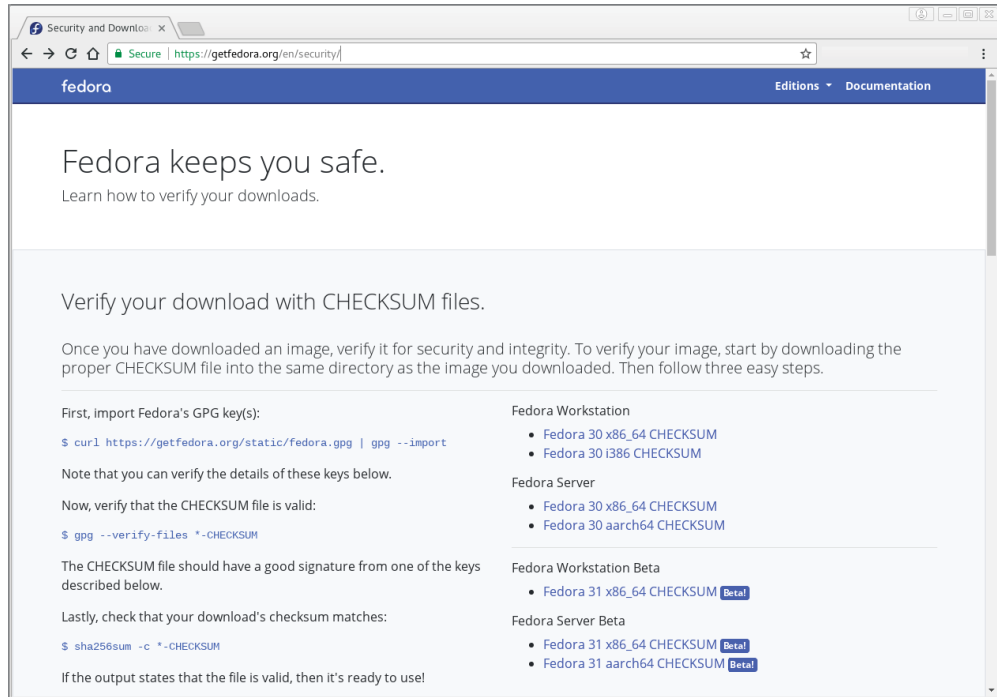 Security and Downloa
Secure | https://getfedora.org/en/security/
fedora
Editions Documentation
Fedora keeps you safe.
Learn how to verify your downloads.
Verify your download with CHECKSUM files.
Once you have downloaded an image, verify it for security and integrity. To verify your image, start by downloading the
proper CHECKSUM file into the same directory as the image you downloaded. Then follow three easy steps.
First, import Fedora's GPG key(s):
$ curl https://getfedora.org/static/fedora.gpg | gpg --import
Note that you can verify the details of these keys below.
Now, verify that the CHECKSUM file is valid:
$ gpg --verify-files *-CHECKSUM
The CHECKSUM file should have a good signature from one of the keys
described below.
Lastly, check that your download's checksum matches:
$ sha256sum -c *-CHECKSUM
If the output states that the file is valid, then it's ready to use!
Fedora Workstation
Fedora 30 x86_64 CHECKSUM
Fedora 30 i386 CHECKSUM
Fedora Server
Fedora 30 x86_64 CHECKSUM
Fedora 30 aarch64 CHECKSUM
Fedora Workstation Beta
Fedora 31 x86_64 CHECKSUM Beta!
Fedora Server Beta
Fedora 31 x86_64 CHECKSUM Beta!
Fedora 31 aarch64 CHECKSUM Beta!